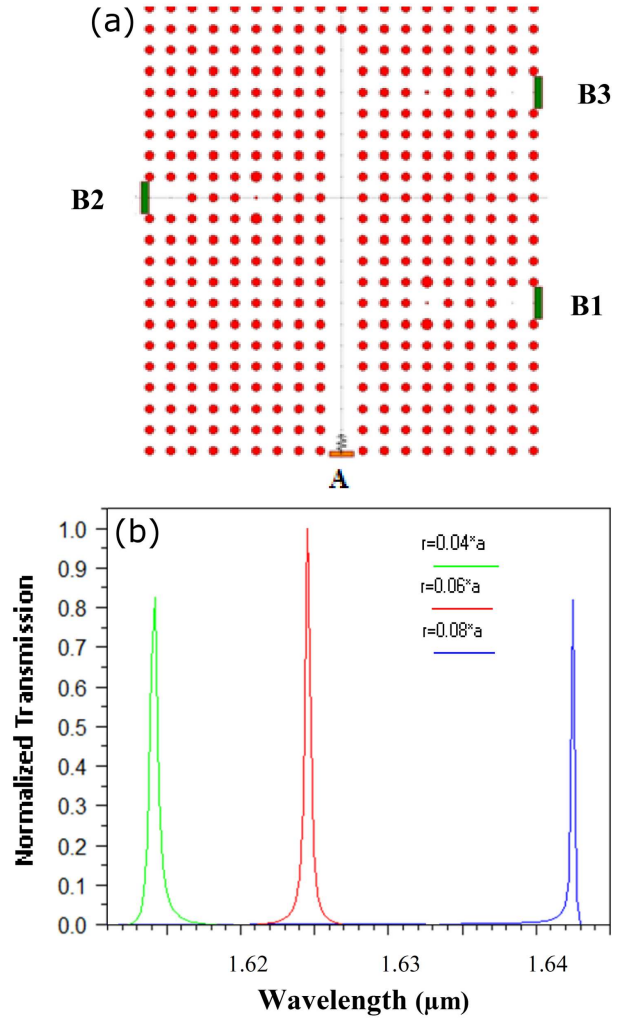 (a)
B3
B2
B1
A
(b)
1.0
0.9
0.8
0.7
0.6
0.5
0.4
0.3
0.2
0.1
0.0
Normalized Transmission
r=0.04*a
r=0.06*a
r=0.08*a
1.62 1.63 1.64
Wavelength (μm)